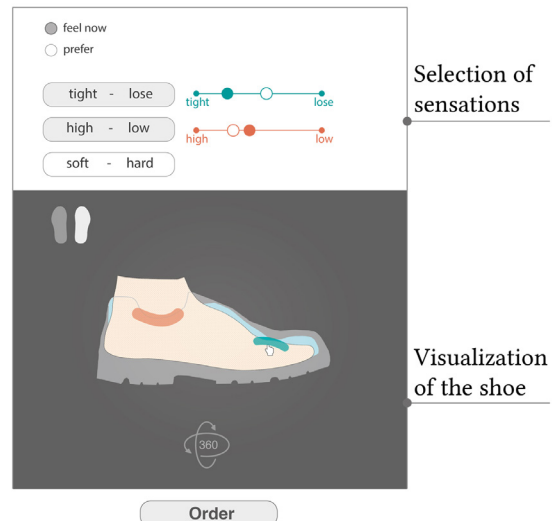 feel now
prefer
tight - lose
tight lose
high - low
high low
soft - hard
Selection of
sensations
Visualization
of the shoe
360
Order